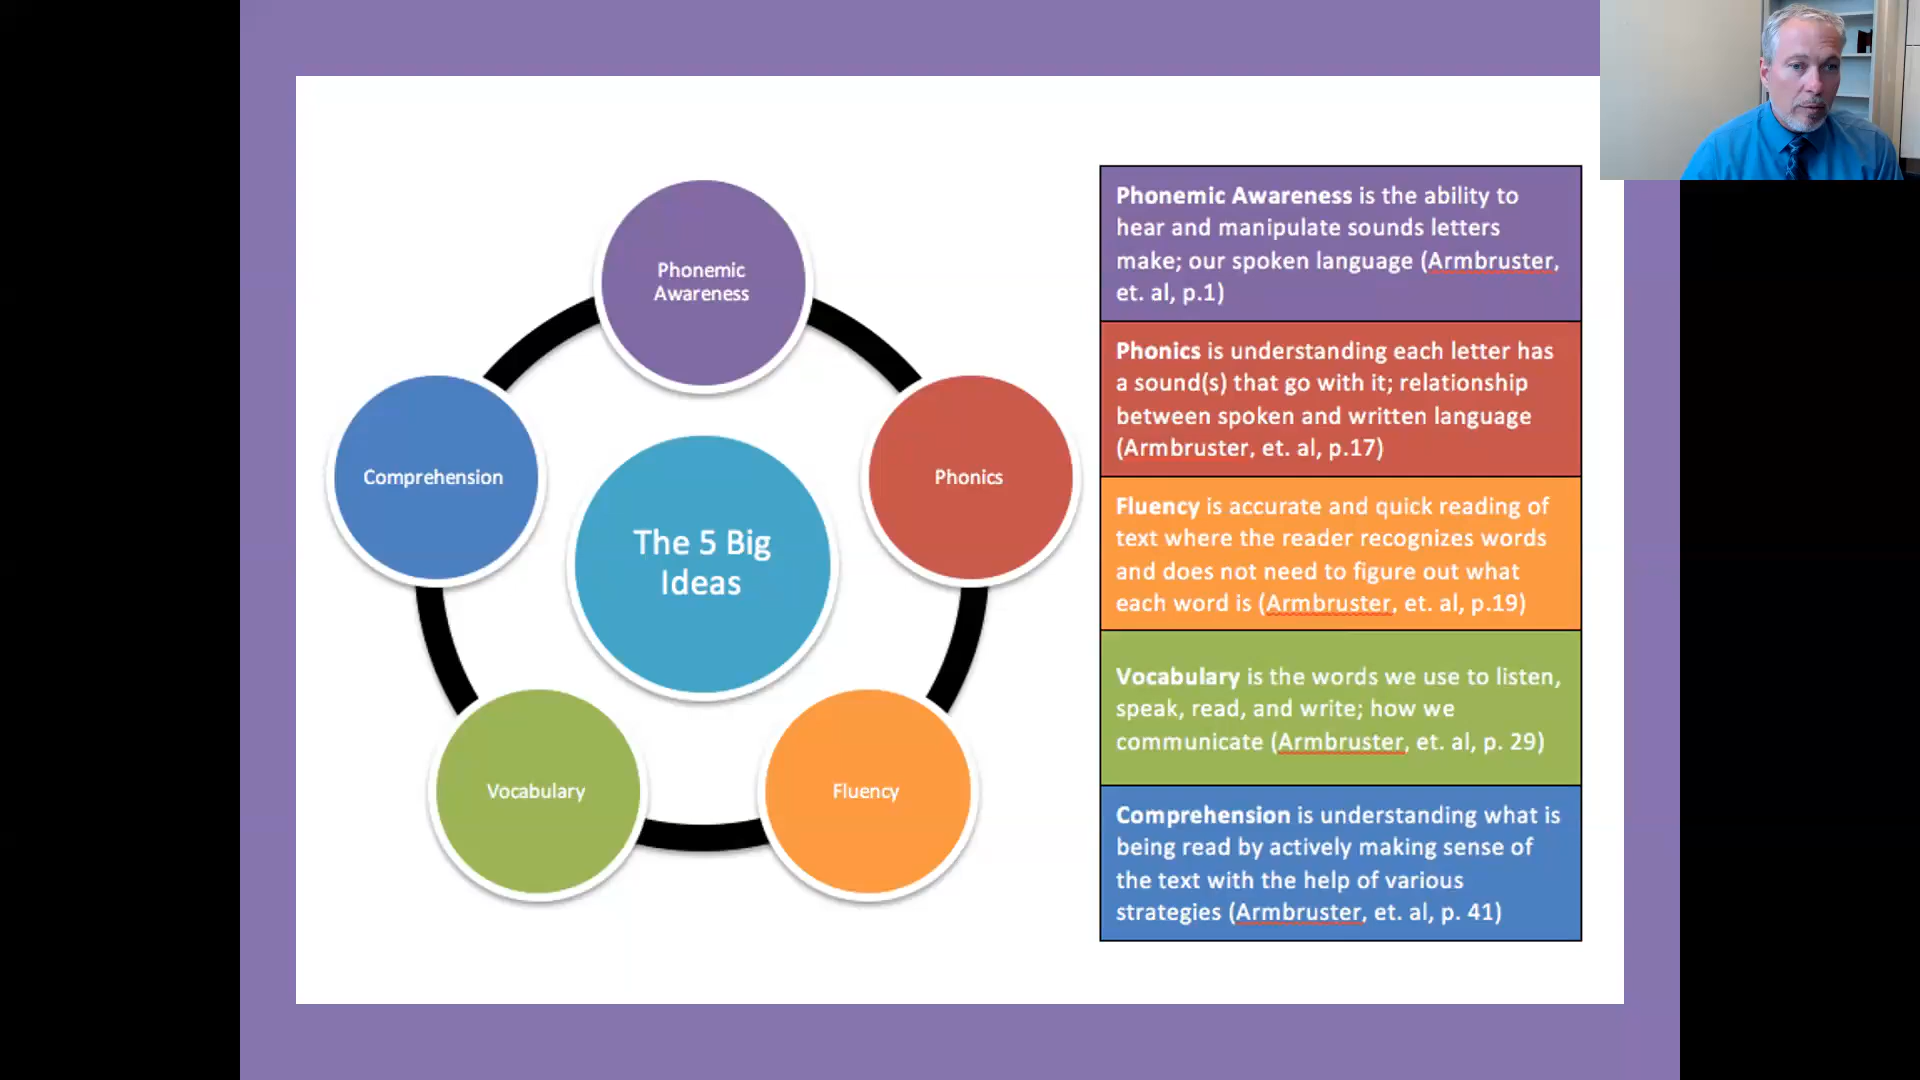 Phonemic
Awareness
Comprehension
Phonics
The 5 Big
Ideas
Vocabulary
Fluency
Phonemic Awareness is the ability to
hear and manipulate sounds letters
make; our spoken language (Armbruster,
et. al, p.1)
Phonics is understanding each letter has
a sound(s) that go with it; relationship
between spoken and written language
(Armbruster, et. al, p.17)
Fluency is accurate and quick reading of
text where the reader recognizes words
and does not need to figure out what
each word is (Armbruster, et. al, p.19)
Vocabulary is the words we use to listen,
speak, read, and write; how we
communicate (Armbruster, et. al, p. 29)
Comprehension is understanding what is
being read by actively making sense of
the text with the help of various
strategies (Armbruster, et. al, p. 41)